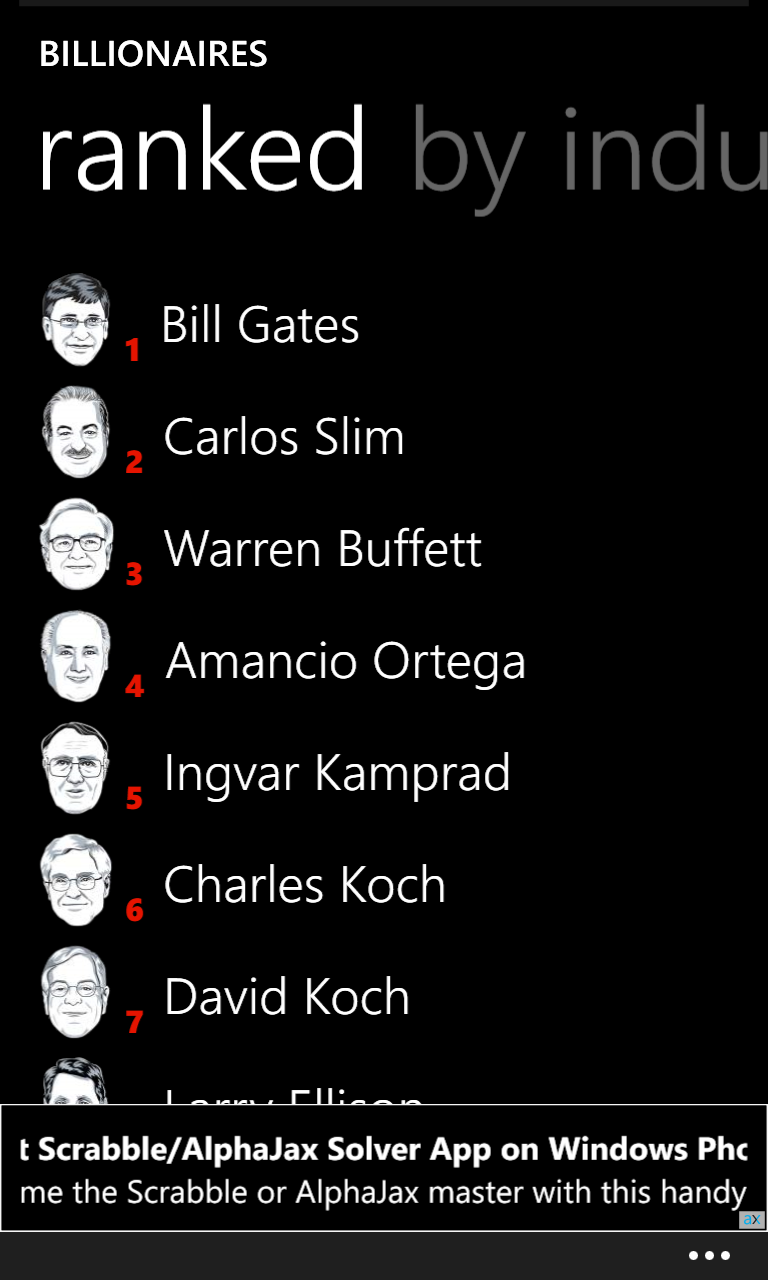 BILLIONAIRES
ranked by indu
1 Bill Gates
2 Carlos Slim
3 Warren Buffett
4 Amancio Ortega
5 Ingvar Kamprad
6 Charles Koch
7 David Koch
Larry Ellison
t Scrabble/AlphaJax Solver App on Windows Pho
me the Scrabble or AlphaJax master with this handy
ax